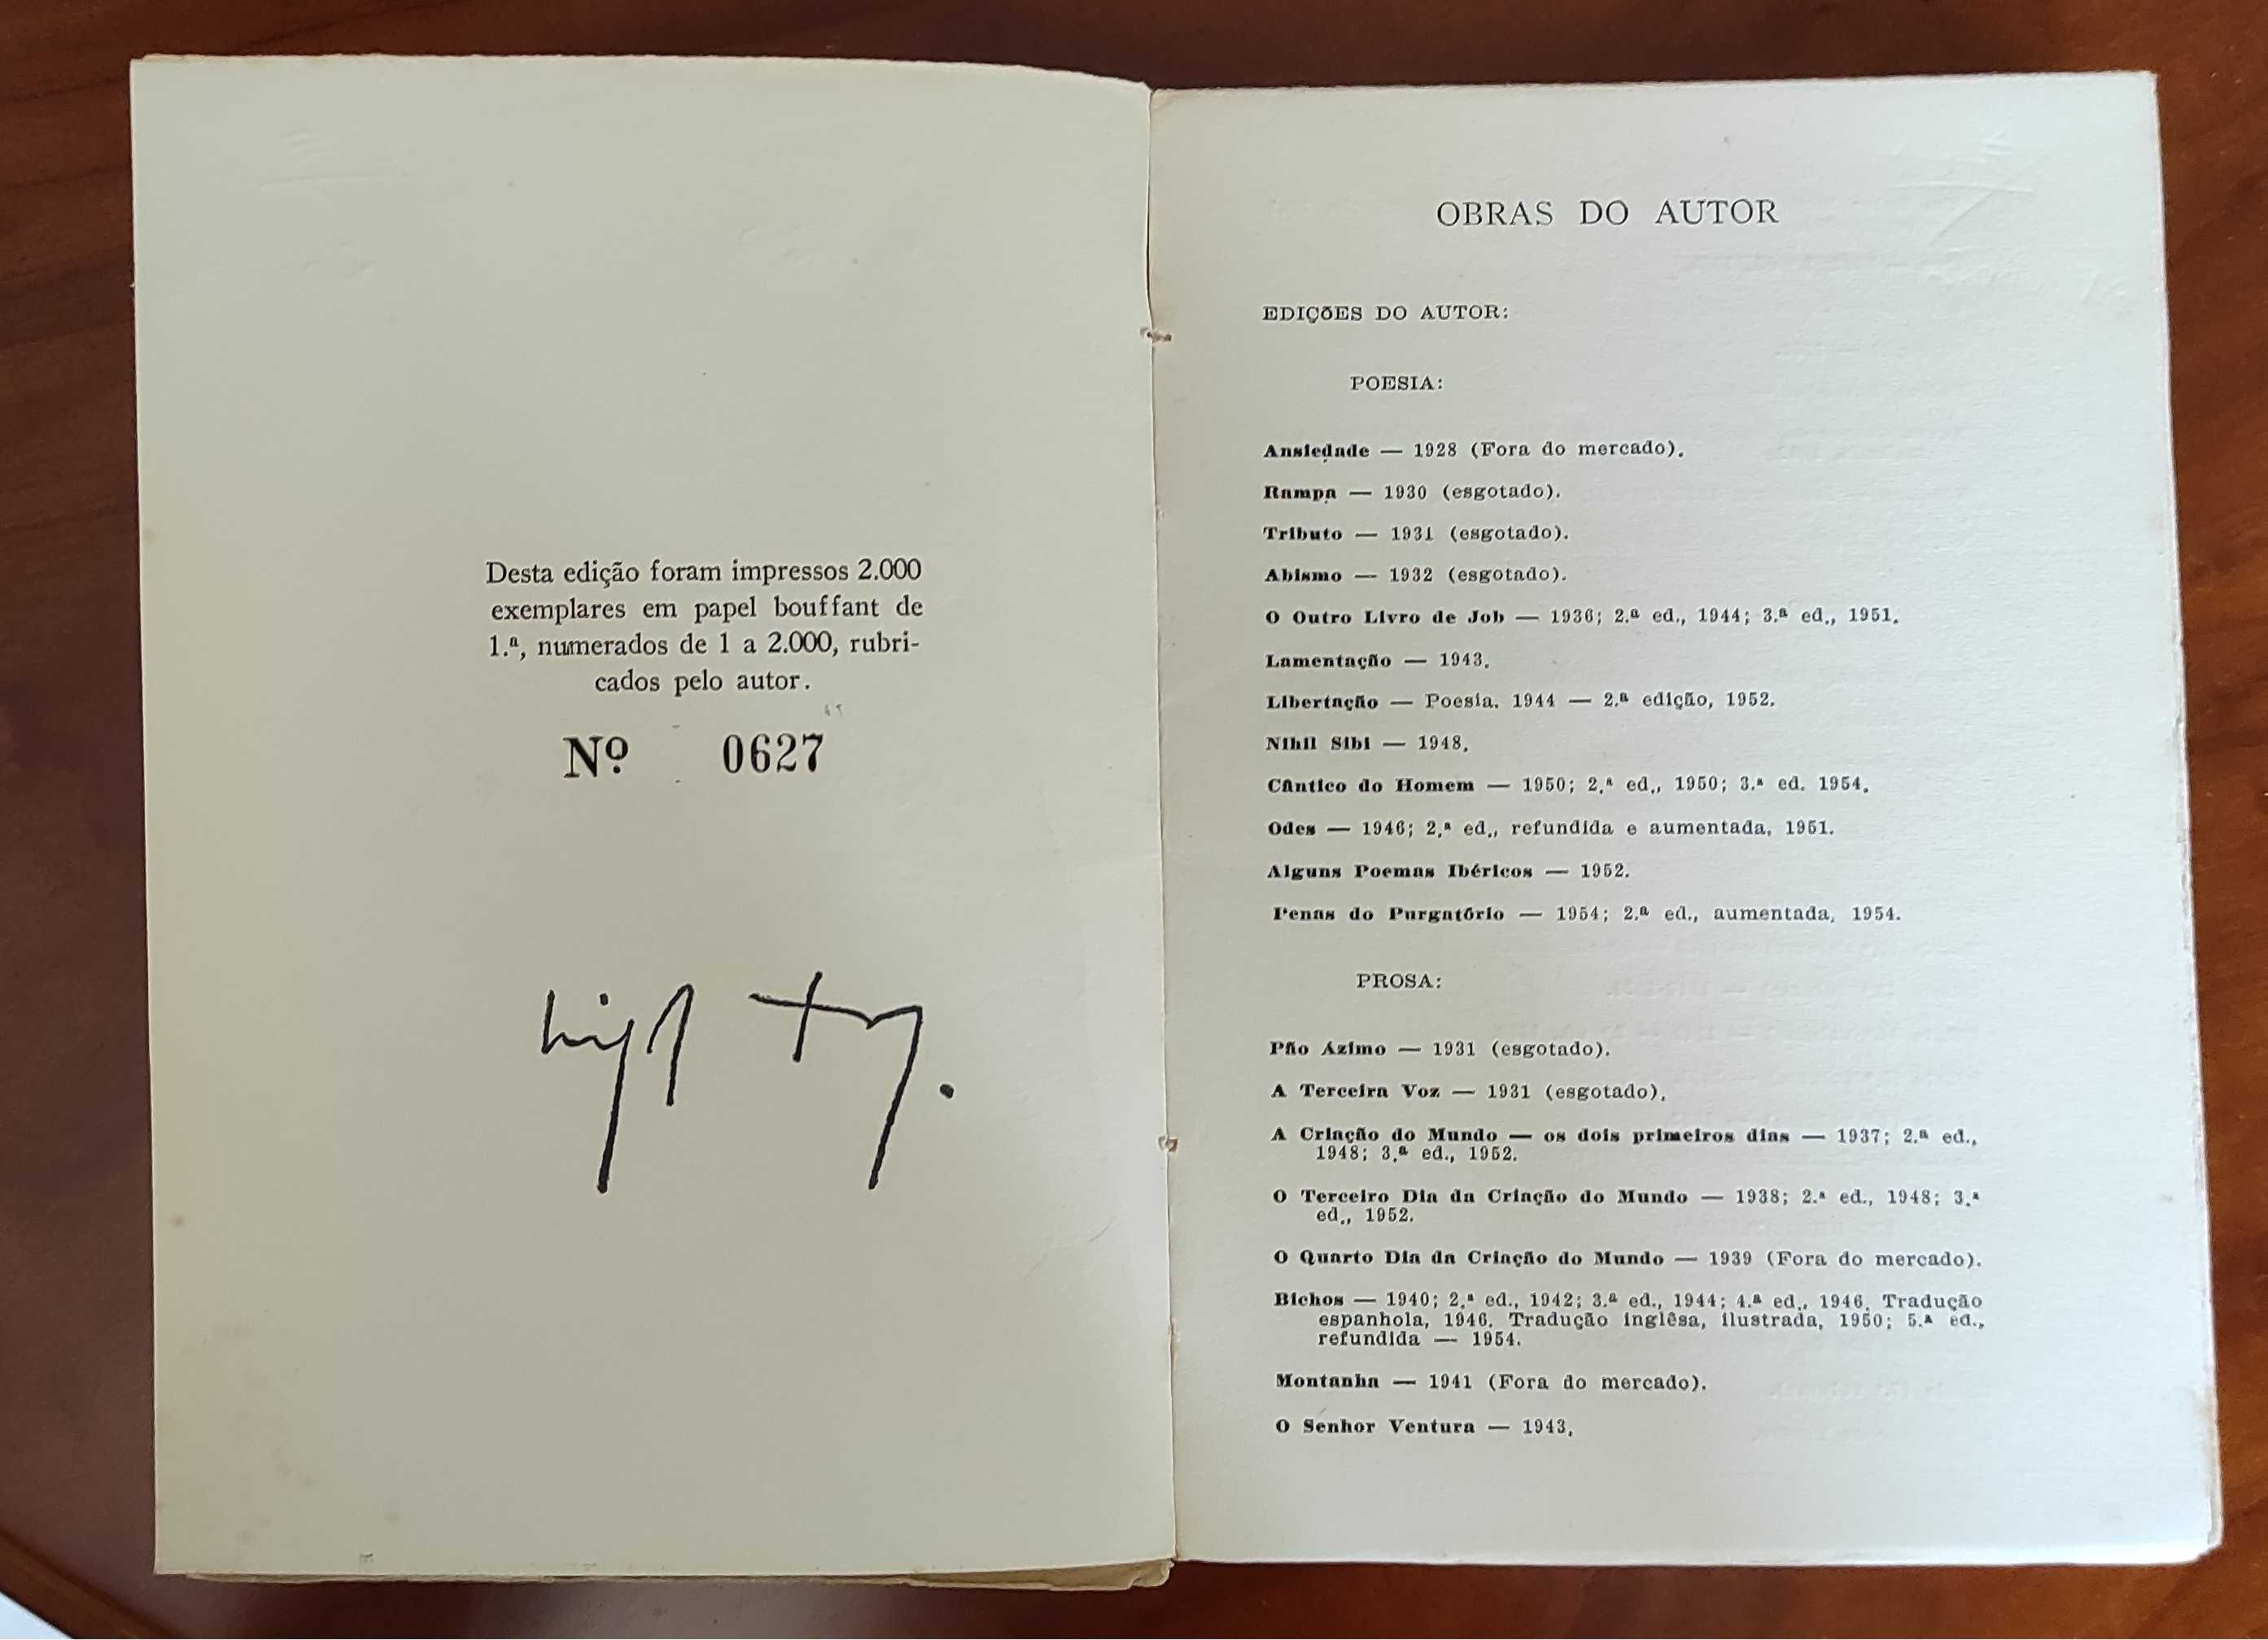 Desta edição foram impressos 2.000
exemplares em papel bouffant de
1.ª, numerados de 1 a 2.000, rubri-
cados pelo autor.
Nº 0627
OBRAS DO AUTOR
EDIÇÕES DO AUTOR:
POESIA:
Ansiedade — 1928 (Fora do mercado).
Rampa — 1930 (esgotado).
Tributo — 1931 (esgotado).
Abismo — 1932 (esgotado).
O Outro Livro de Job — 1936; 2.ª ed., 1944; 3.ª ed., 1951.
Lamentação — 1943.
Libertação — Poesia. 1944 — 2.ª edição, 1952.
Nihil Sibi — 1948.
Cântico do Homem — 1950; 2.ª ed., 1950; 3.ª ed. 1954.
Odes — 1946; 2.ª ed., refundida e aumentada, 1951.
Alguns Poemas Ibéricos — 1952.
Penas do Purgatório — 1954; 2.ª ed., aumentada, 1954.
PROSA:
Pão Ázimo — 1931 (esgotado).
A Terceira Voz — 1931 (esgotado).
A Criação do Mundo — os dois primeiros dias — 1937; 2.ª ed.,
1948; 3.ª ed., 1952.
O Terceiro Dia da Criação do Mundo — 1938; 2.ª ed., 1948; 3.ª
ed., 1952.
O Quarto Dia da Criação do Mundo — 1939 (Fora do mercado).
Bichos — 1940; 2.ª ed., 1942; 3.ª ed., 1944; 4.ª ed., 1946. Tradução
espanhola, 1946. Tradução inglêsa, ilustrada, 1950; 5.ª ed.,
refundida — 1954.
Montanha — 1941 (Fora do mercado).
O Senhor Ventura — 1943.